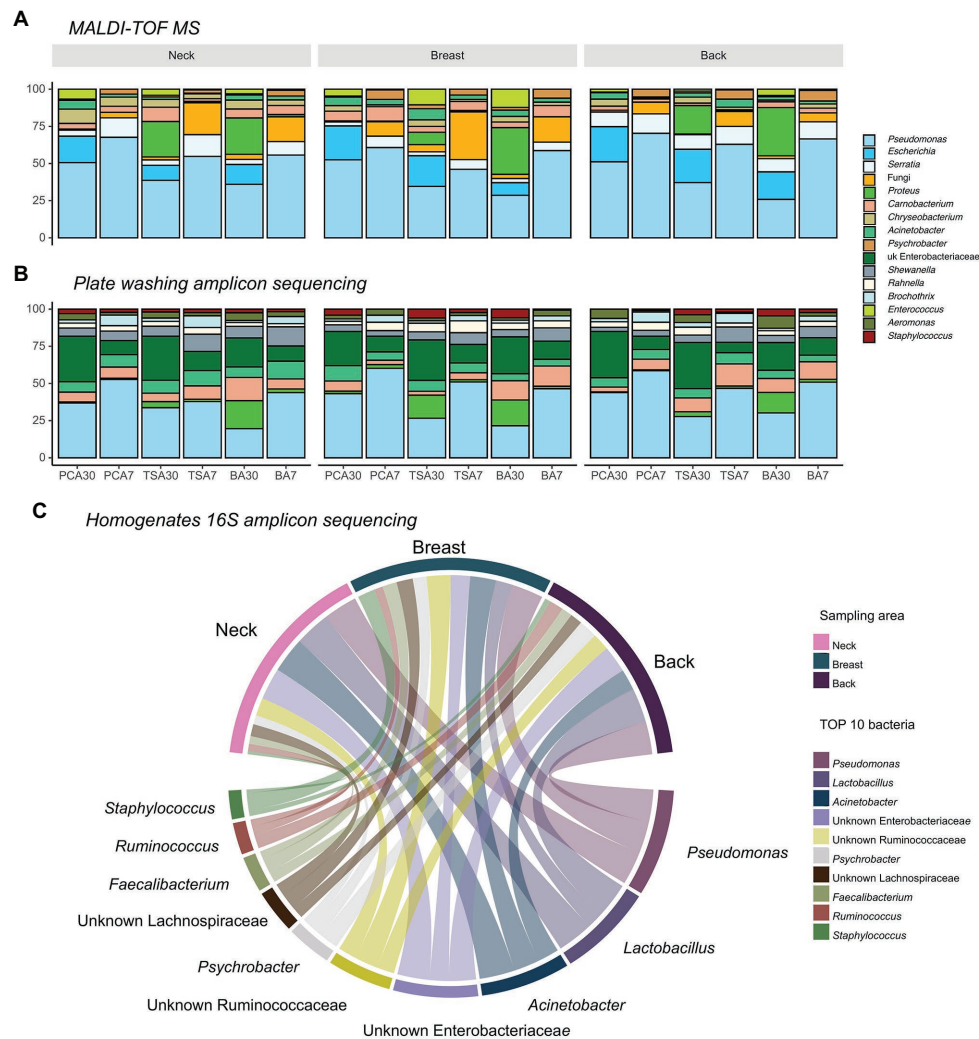 A
MALDI-TOF MS
Neck
Breast
Back
100
75
50
25
0
Pseudomonas
Escherichia
Serratia
Fungi
Proteus
Carnobacterium
Chryseobacterium
Acinetobacter
Psychrobacter
uk Enterobacteriaceae
Shewanella
Rahnella
Brochothrix
Enterococcus
Aeromonas
Staphylococcus
B
Plate washing amplicon sequencing
100
75
50
25
0
PCA30 PCA7 TSA30 TSA7 BA30 BA7
PCA30 PCA7 TSA30 TSA7 BA30 BA7
PCA30 PCA7 TSA30 TSA7 BA30 BA7
C
Homogenates 16S amplicon sequencing
Breast
Neck
Back
Staphylococcus
Ruminococcus
Faecalibacterium
Unknown Lachnospiraceae
Psychrobacter
Unknown Ruminococcaceae
Unknown Enterobacteriaceae
Acinetobacter
Lactobacillus
Pseudomonas
Sampling area
Neck
Breast
Back
TOP 10 bacteria
Pseudomonas
Lactobacillus
Acinetobacter
Unknown Enterobacteriaceae
Unknown Ruminococcaceae
Psychrobacter
Unknown Lachnospiraceae
Faecalibacterium
Ruminococcus
Staphylococcus